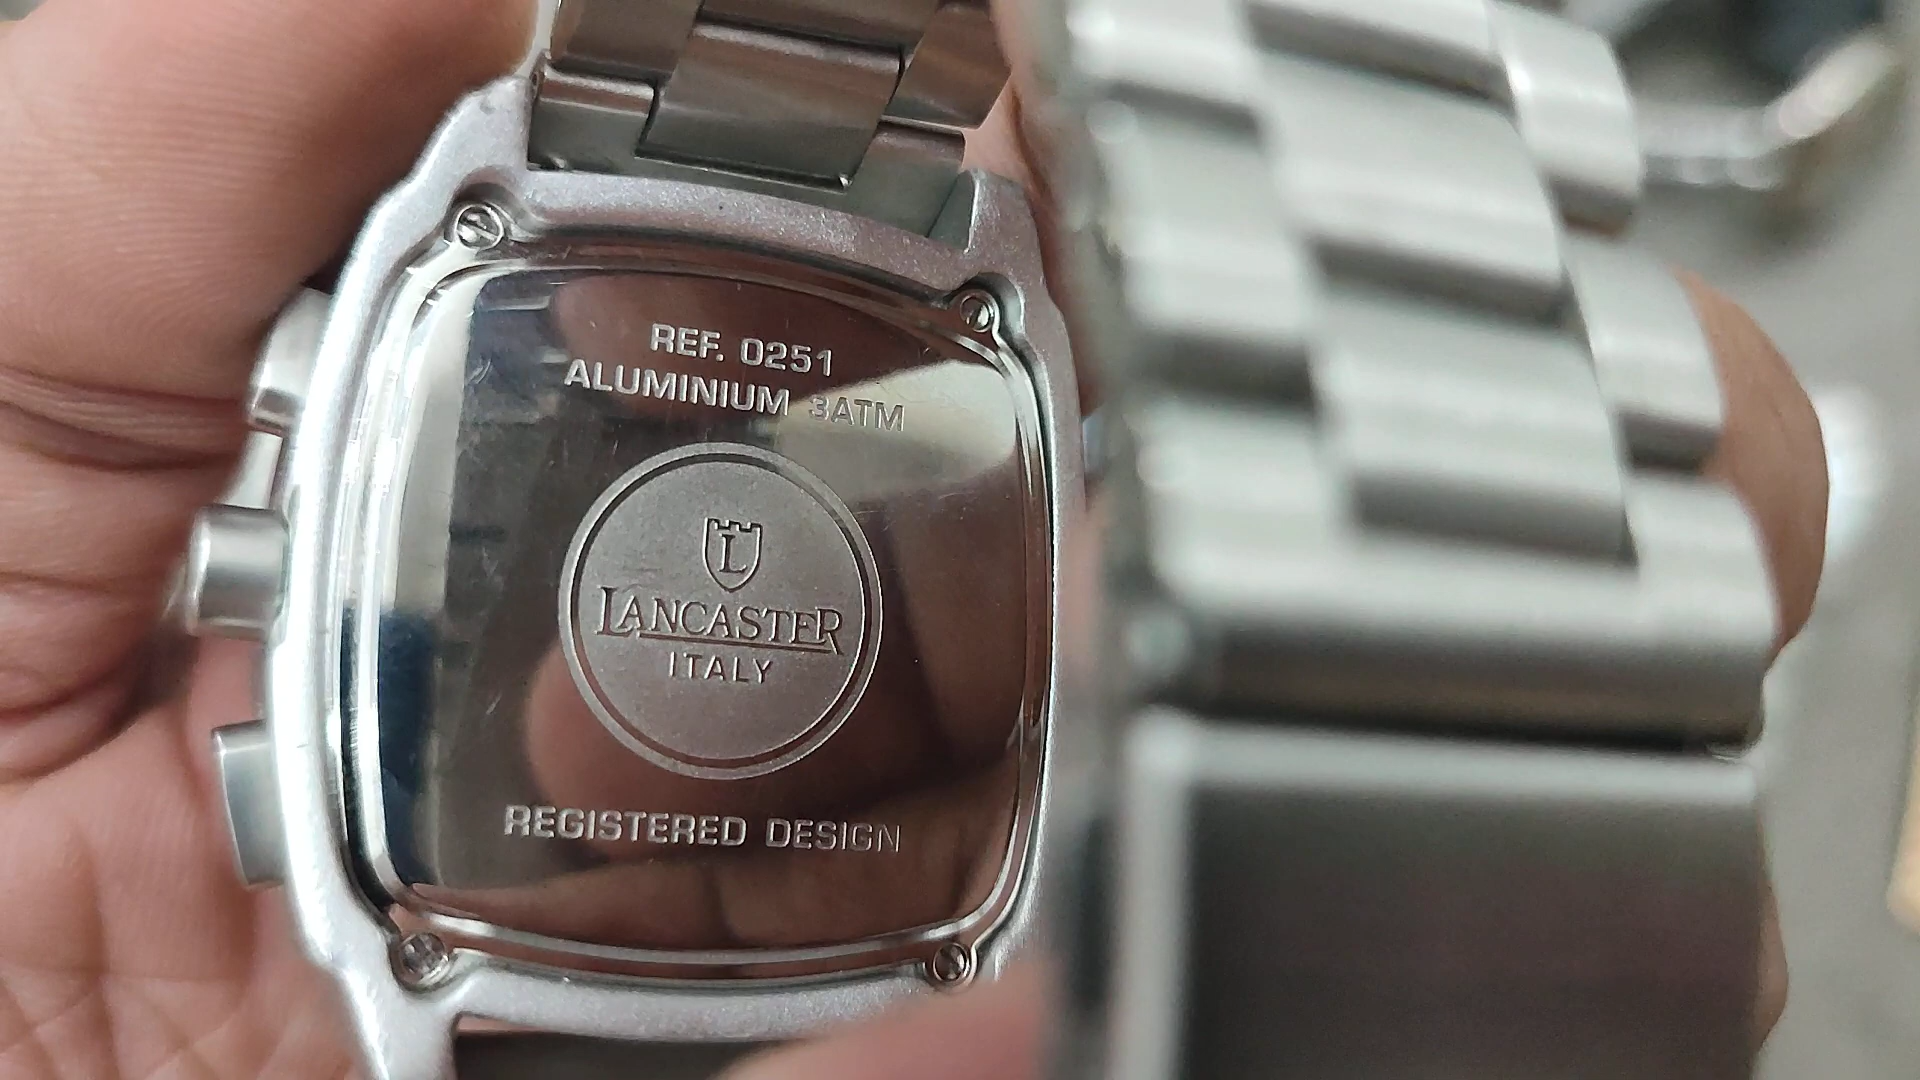 REF. 0251
ALUMINIUM 3ATM
L
LANCASTER
ITALY
REGISTERED DESIGN